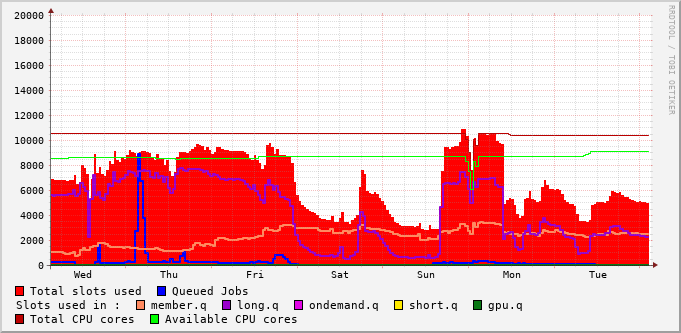 RRDTOOL / TOBI OETIKER
20000
18000
16000
14000
12000
10000
8000
6000
4000
2000
0
Wed Thu Fri Sat Sun Mon Tue
Total slots used Queued Jobs
Slots used in : member.q long.q ondemand.q short.q gpu.q
Total CPU cores Available CPU cores